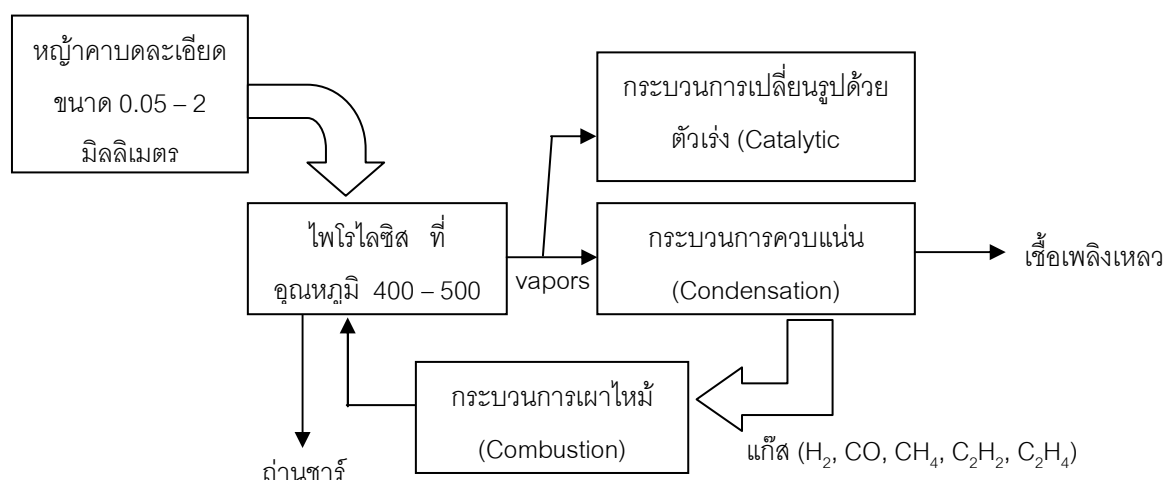 หญ้าคาบดละเอียด
ขนาด 0.05 – 2
มิลลิเมตร
กระบวนการเปลี่ยนรูปด้วย
ตัวเร่ง (Catalytic
ไพโรไลซิส ที่
อุณหภูมิ 400 – 500
vapors
กระบวนการควบแน่น
(Condensation)
เชื้อเพลิงเหลว
กระบวนการเผาไหม้
(Combustion)
แก๊ส (H₂, CO, CH₄, C₂H₂, C₂H₄)
ถ่านชาร์